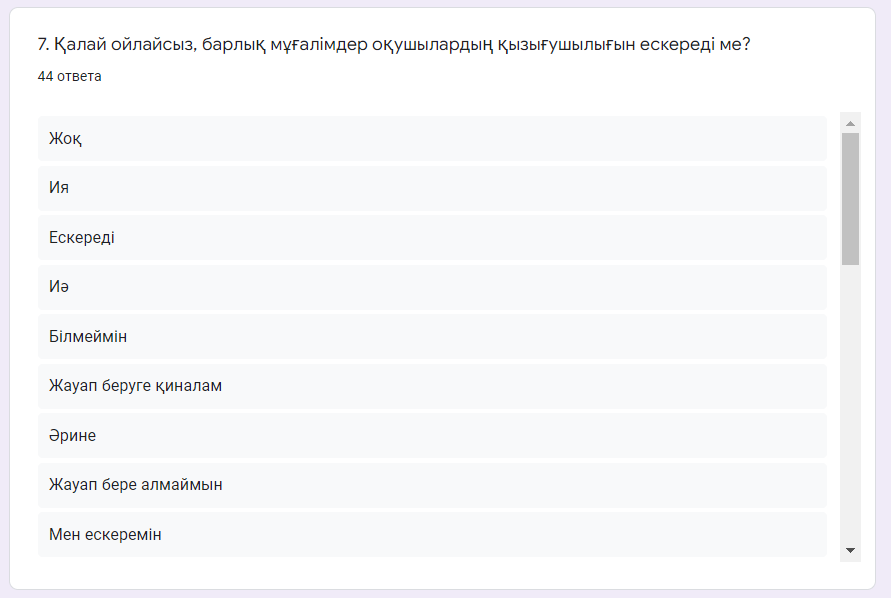 7. Қалай ойлайсыз, барлық мұғалімдер оқушылардың қызығушылығын ескереді ме?
44 ответа
Жоқ
Ия
Ескереді
Иә
Білмеймін
Жауап беруге қиналам
Әрине
Жауап бере алмаймын
Мен ескеремін